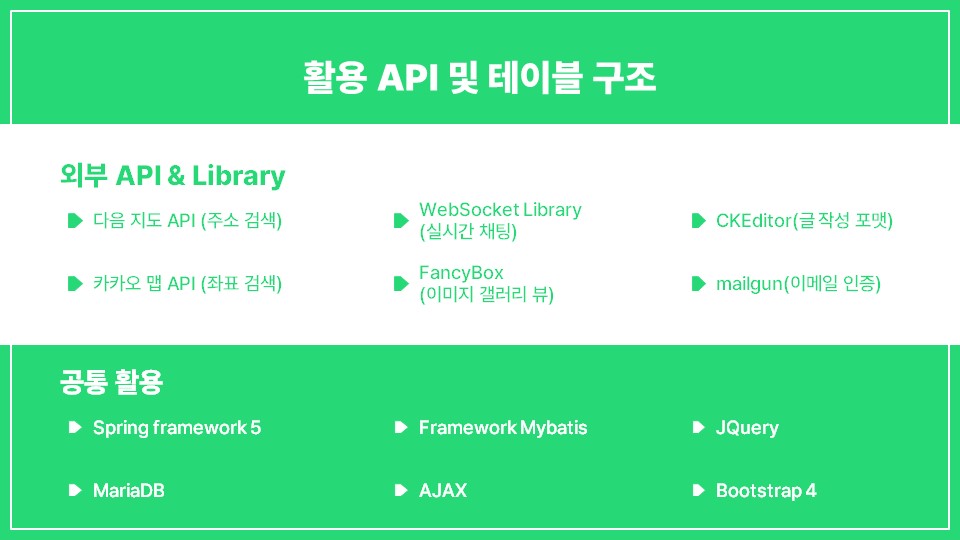 활용 API 및 테이블 구조
외부 API & Library
다음 지도 API (주소 검색)
WebSocket Library
(실시간 채팅)
CKEditor(글 작성 포맷)
카카오 맵 API (좌표 검색)
FancyBox
(이미지 갤러리 뷰)
mailgun(이메일 인증)
공통 활용
Spring framework 5
Framework Mybatis
JQuery
MariaDB
AJAX
Bootstrap 4